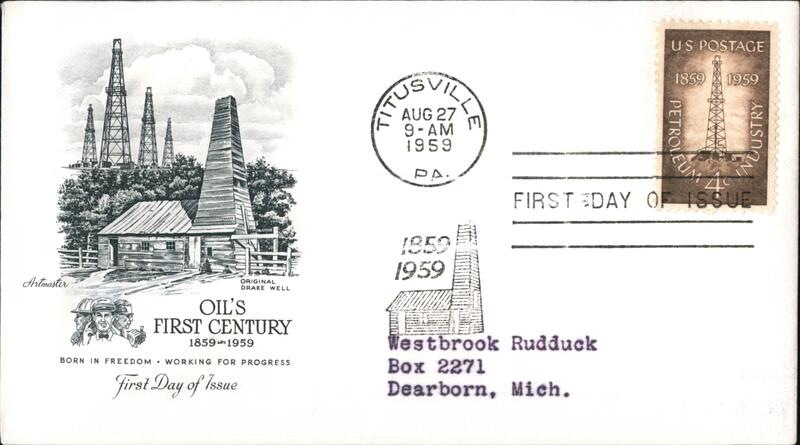 U·S POSTAGE
1859 1959
PETROLEUM INDUSTRY
4¢
TITUSVILLE
AUG 27
9-AM
1959
PA.
FIRST DAY OF ISSUE
1859
1959
Artmaster
ORIGINAL
DRAKE WELL
OIL'S
FIRST CENTURY
1859 1959
BORN IN FREEDOM • WORKING FOR PROGRESS
First Day of Issue
Westbrook Rudduck
Box 2271
Dearborn, Mich.